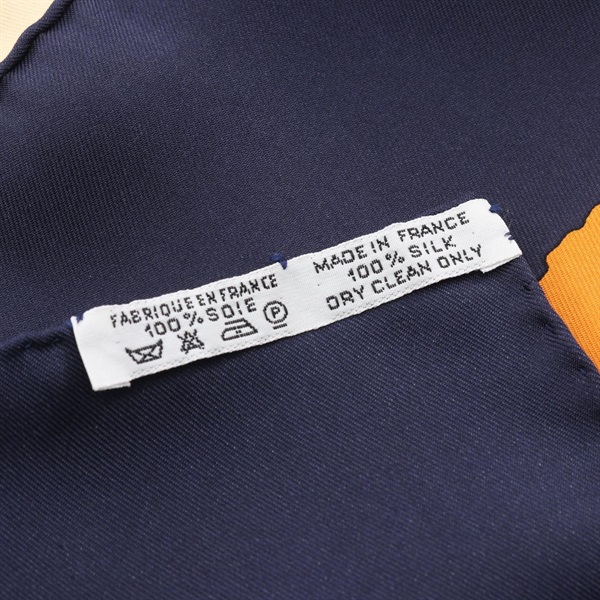 FABRIQUE EN FRANCE
100% SOIE
P
MADE IN FRANCE
100% SILK
DRY CLEAN ONLY